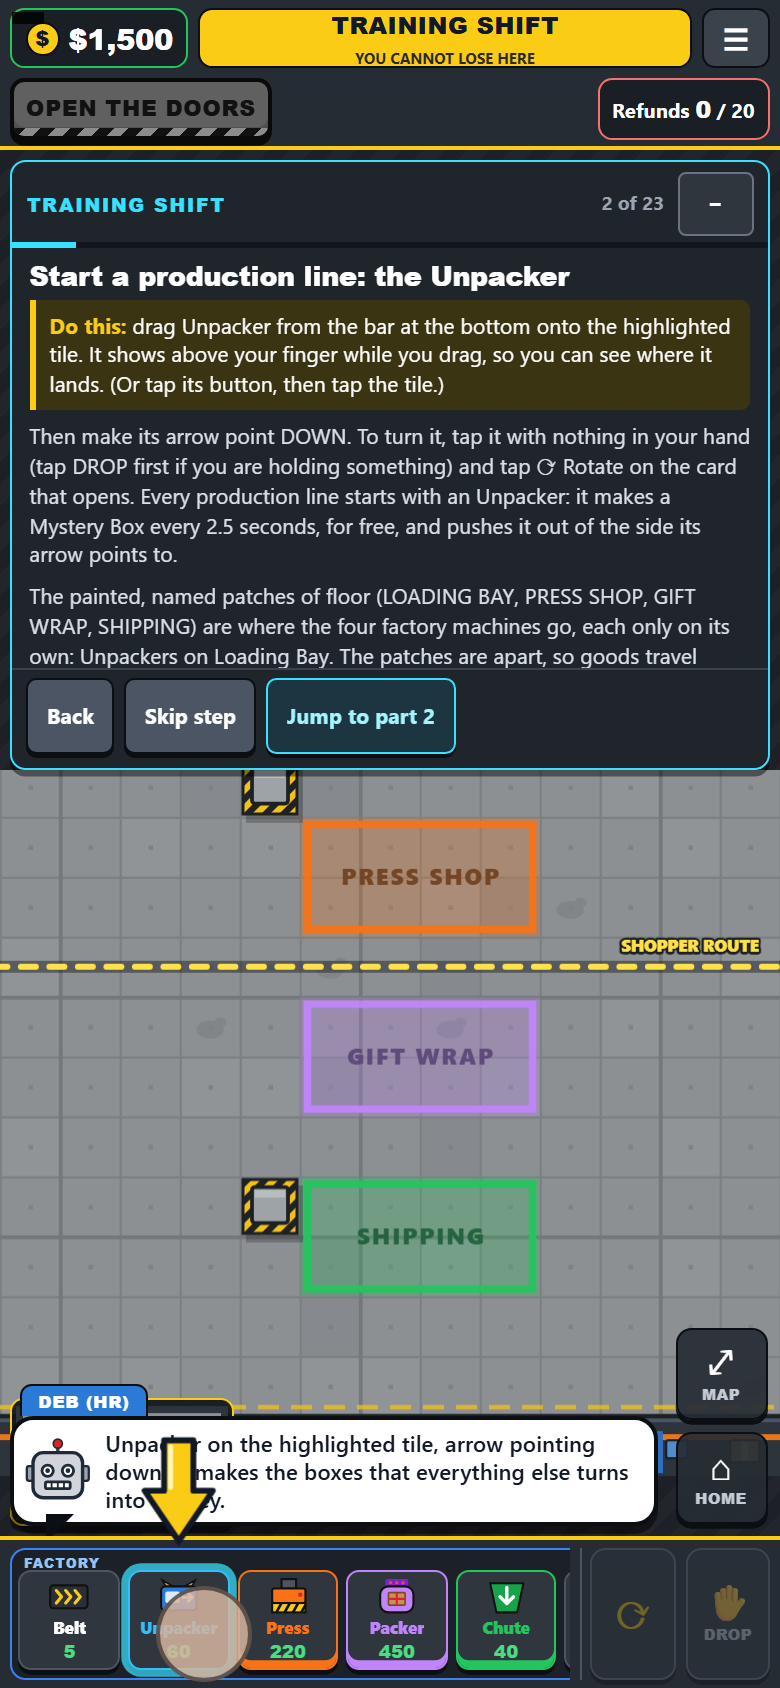 $1,500
TRAINING SHIFT
YOU CANNOT LOSE HERE
OPEN THE DOORS
Refunds 0 / 20
TRAINING SHIFT
2 of 23
Start a production line: the Unpacker
Do this: drag Unpacker from the bar at the bottom onto the highlighted
tile. It shows above your finger while you drag, so you can see where it
lands. (Or tap its button, then tap the tile.)
Then make its arrow point DOWN. To turn it, tap it with nothing in your hand
(tap DROP first if you are holding something) and tap ⟳ Rotate on the card
that opens. Every production line starts with an Unpacker: it makes a
Mystery Box every 2.5 seconds, for free, and pushes it out of the side its
arrow points to.
The painted, named patches of floor (LOADING BAY, PRESS SHOP, GIFT
WRAP, SHIPPING) are where the four factory machines go, each only on its
own: Unpackers on Loading Bay. The patches are apart, so goods travel
Back
Skip step
Jump to part 2
PRESS SHOP
SHOPPER ROUTE
GIFT WRAP
SHIPPING
MAP
DEB (HR)
Unpacker on the highlighted tile, arrow pointing
down makes the boxes that everything else turns
into
HOME
FACTORY
Belt
5
Unpacker
60
Press
220
Packer
450
Chute
40
DROP